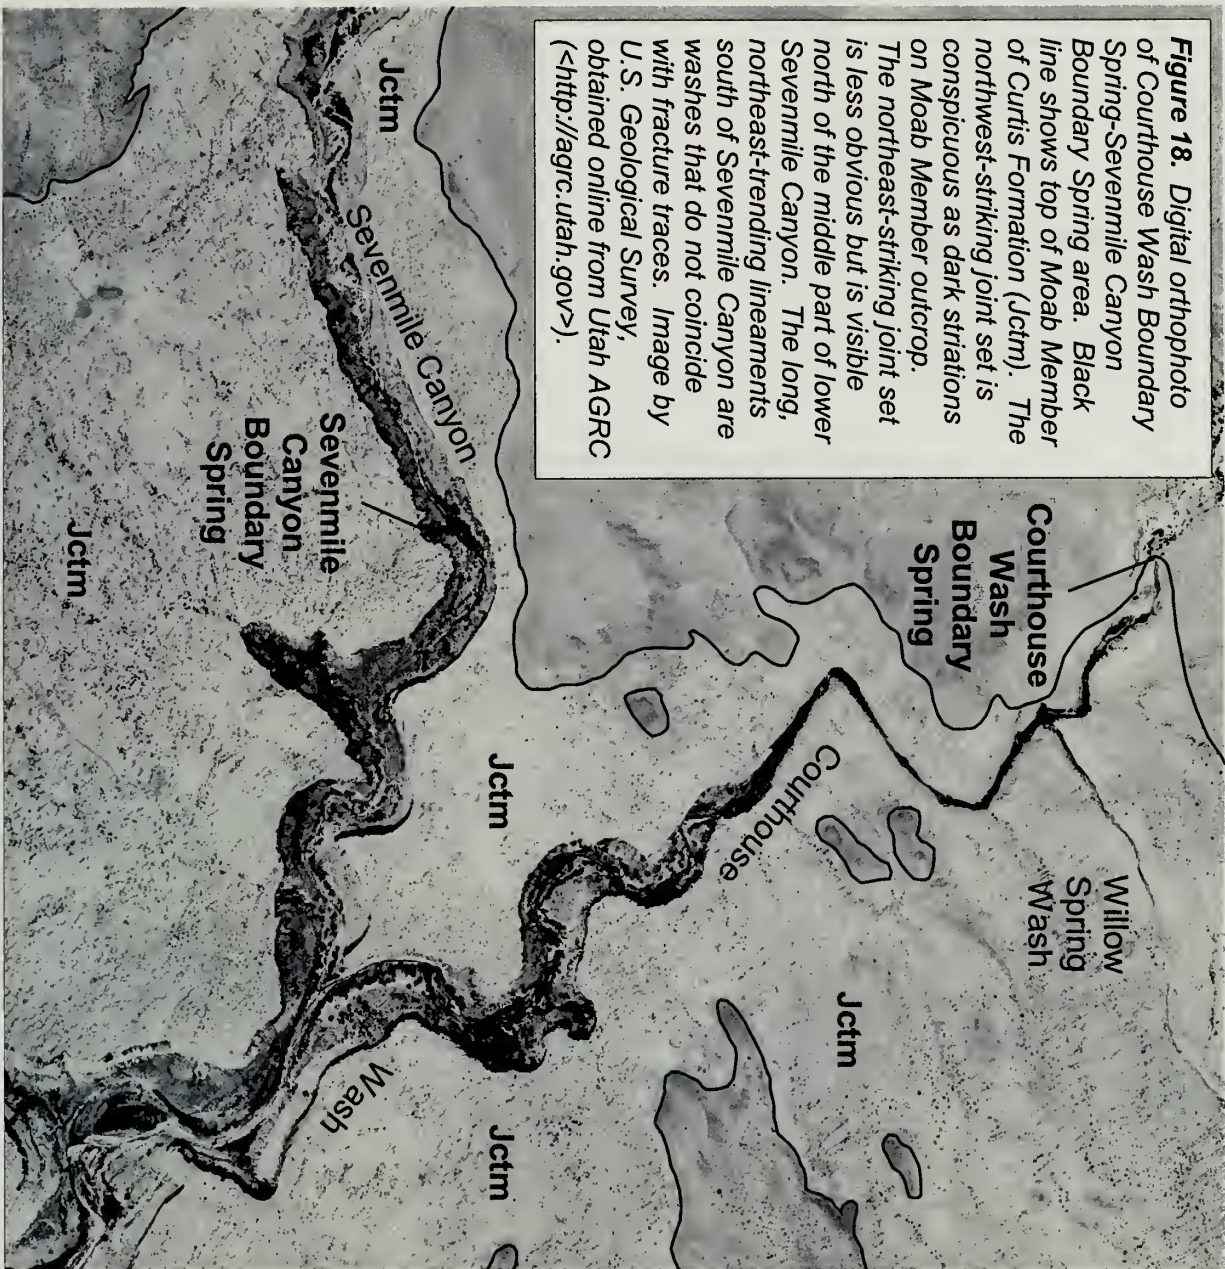 Figure 18. Digital orthophoto
of Courthouse Wash Boundary
Spring-Sevenmile Canyon
Boundary Spring area. Black
line shows top of Moab Member
of Curtis Formation (Jctm). The
northwest-striking joint set is
conspicuous as dark striations
on Moab Member outcrop.
The northeast-striking joint set
is less obvious but is visible
north of the middle part of lower
Sevenmile Canyon. The long,
northeast-trending lineaments
south of Sevenmile Canyon are
washes that do not coincide
with fracture traces. Image by
U.S. Geological Survey,
obtained online from Utah AGRC
(<http://agrc.utah.gov>).
Courthouse
Wash
Boundary
Spring
Willow
Spring
Wash
Jctm
Courthouse
Jctm
Jctm
Sevenmile Canyon
Sevenmile
Canyon
Boundary
Spring
Wash
Jctm
Jctm